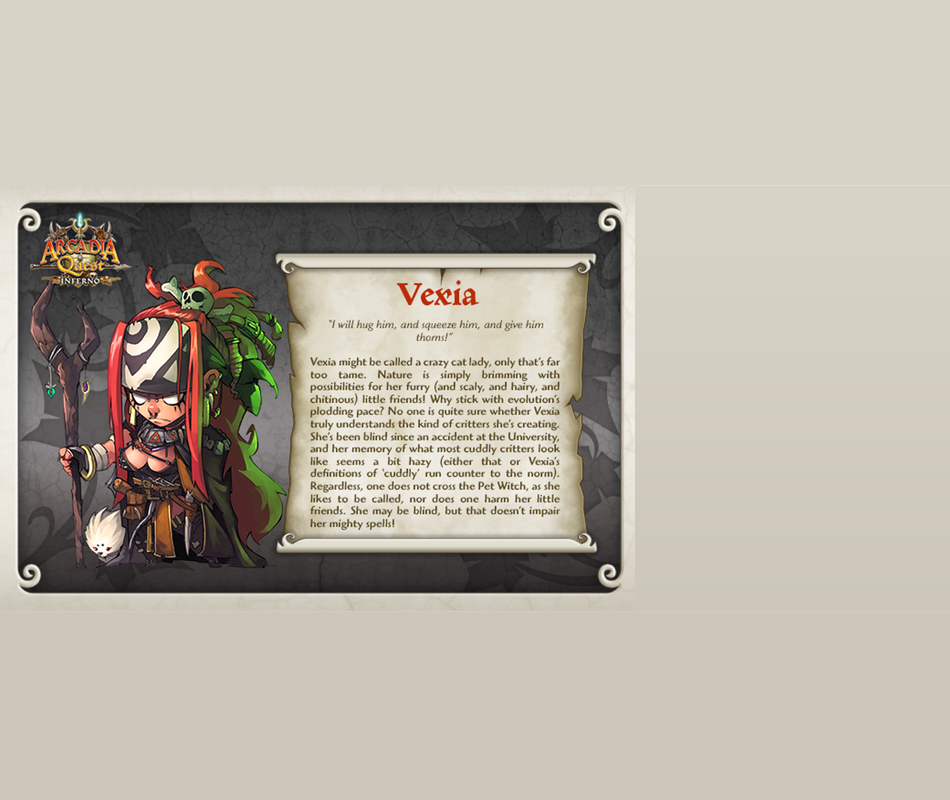 ARCADIA
Quest
INFERNO
Vexia
"I will hug him, and squeeze him, and give him
thorns!"
Vexia might be called a crazy cat lady, only that's far
too tame. Nature is simply brimming with
possibilities for her furry (and scaly, and hairy, and
chitinous) little friends! Why stick with evolution's
plodding pace? No one is quite sure whether Vexia
truly understands the kind of critters she's creating.
She's been blind since an accident at the University,
and her memory of what most cuddly critters look
like seems a bit hazy (either that or Vexia's
definitions of 'cuddly' run counter to the norm).
Regardless, one does not cross the Pet Witch, as she
likes to be called, nor does one harm her little
friends. She may be blind, but that doesn't impair
her mighty spells!